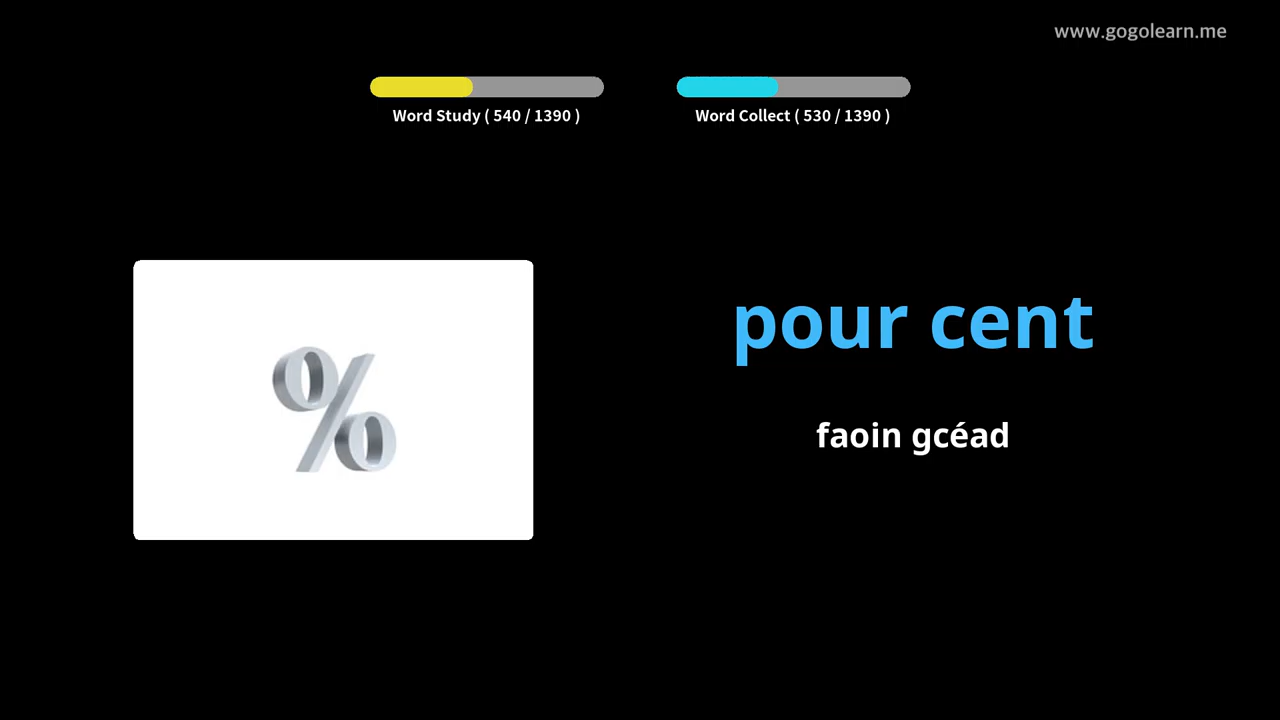 www.gogolearn.me
Word Study ( 540 / 1390 )
Word Collect ( 530 / 1390 )
%
pour cent
faoin gcéad